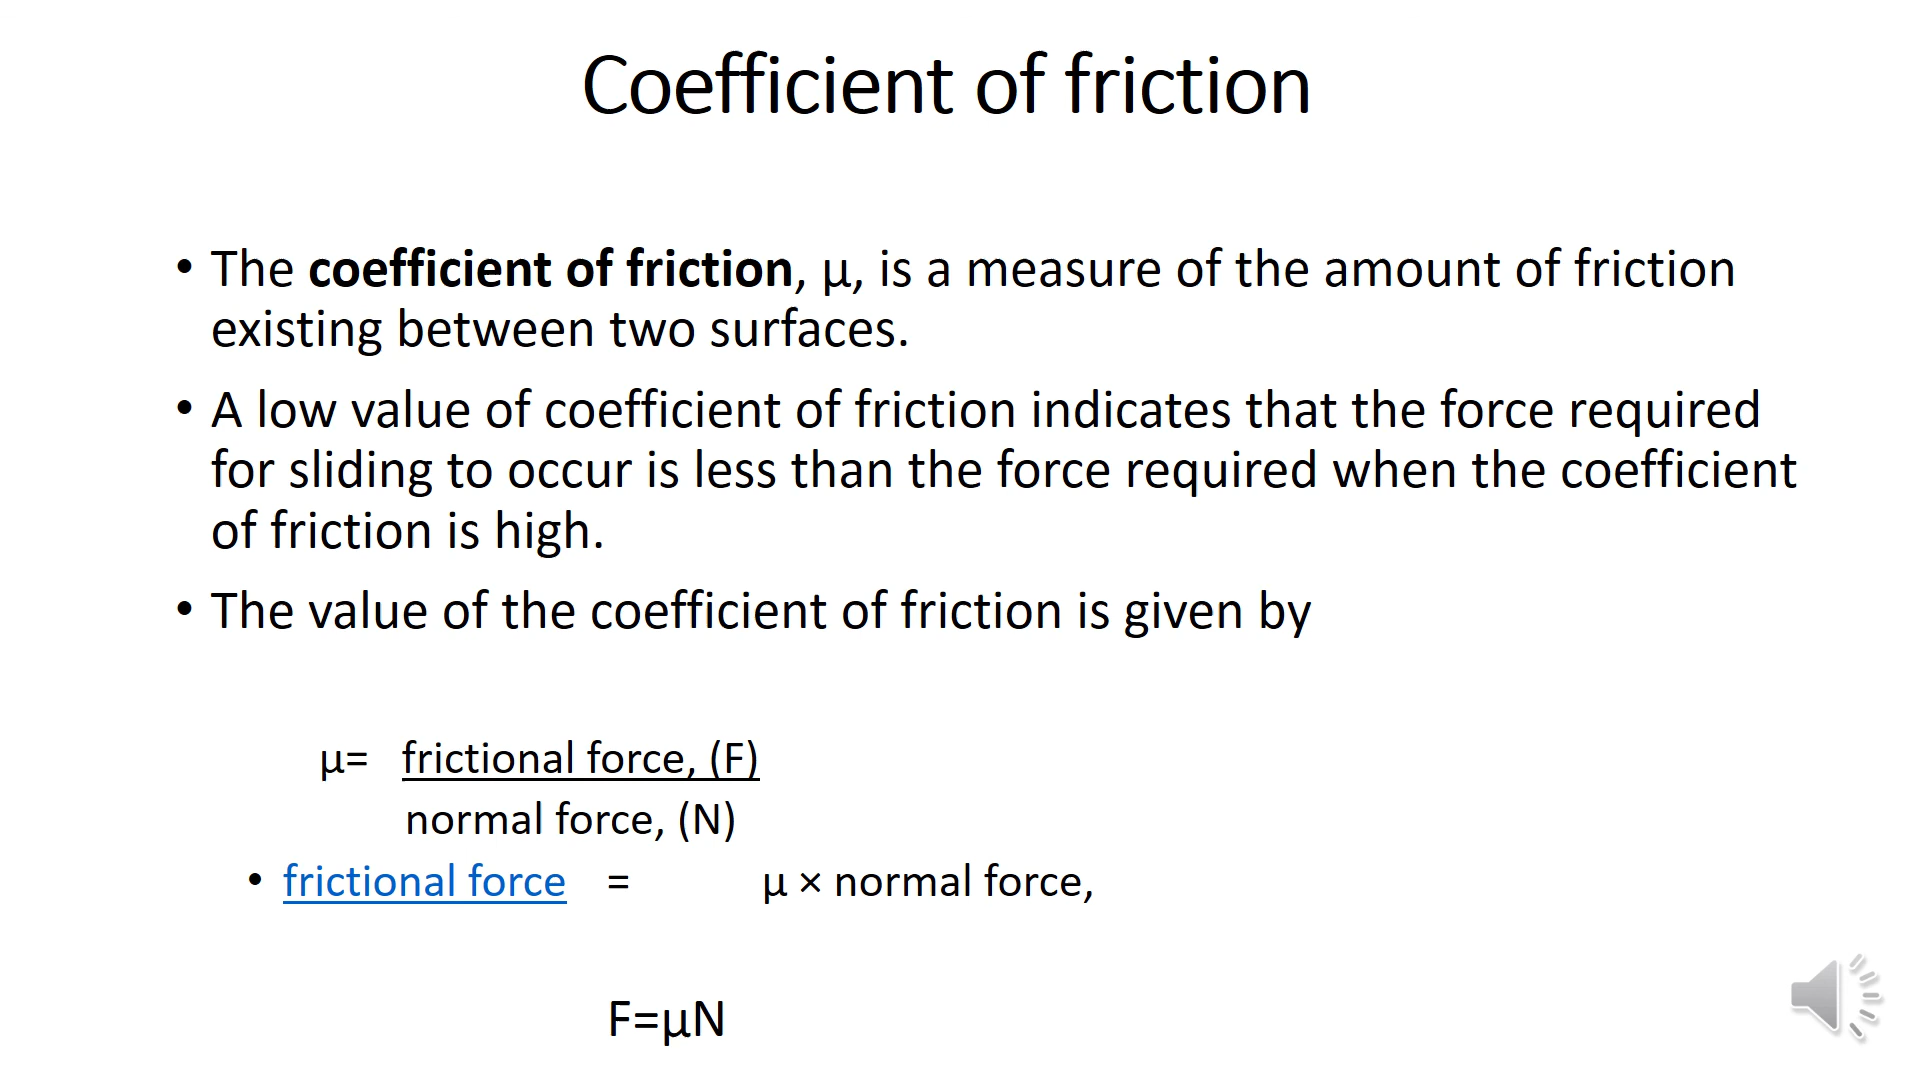 Coefficient of friction
• The coefficient of friction, μ, is a measure of the amount of friction
existing between two surfaces.
• A low value of coefficient of friction indicates that the force required
for sliding to occur is less than the force required when the coefficient
of friction is high.
• The value of the coefficient of friction is given by
μ= frictional force, (F)
normal force, (N)
• frictional force = μ × normal force,
F=μN